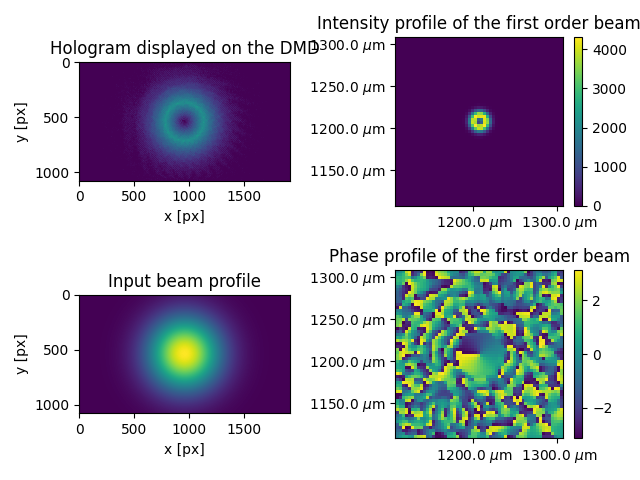 Hologram displayed on the DMD
0
500
1000
y [px]
0 500 1000 1500
x [px]
Intensity profile of the first order beam
1300.0 μm
1250.0 μm
1200.0 μm
1150.0 μm
1200.0 μm 1300.0 μm
4000
3000
2000
1000
0
Input beam profile
0
500
1000
y [px]
0 500 1000 1500
x [px]
Phase profile of the first order beam
1300.0 μm
1250.0 μm
1200.0 μm
1150.0 μm
1200.0 μm 1300.0 μm
2
0
−2